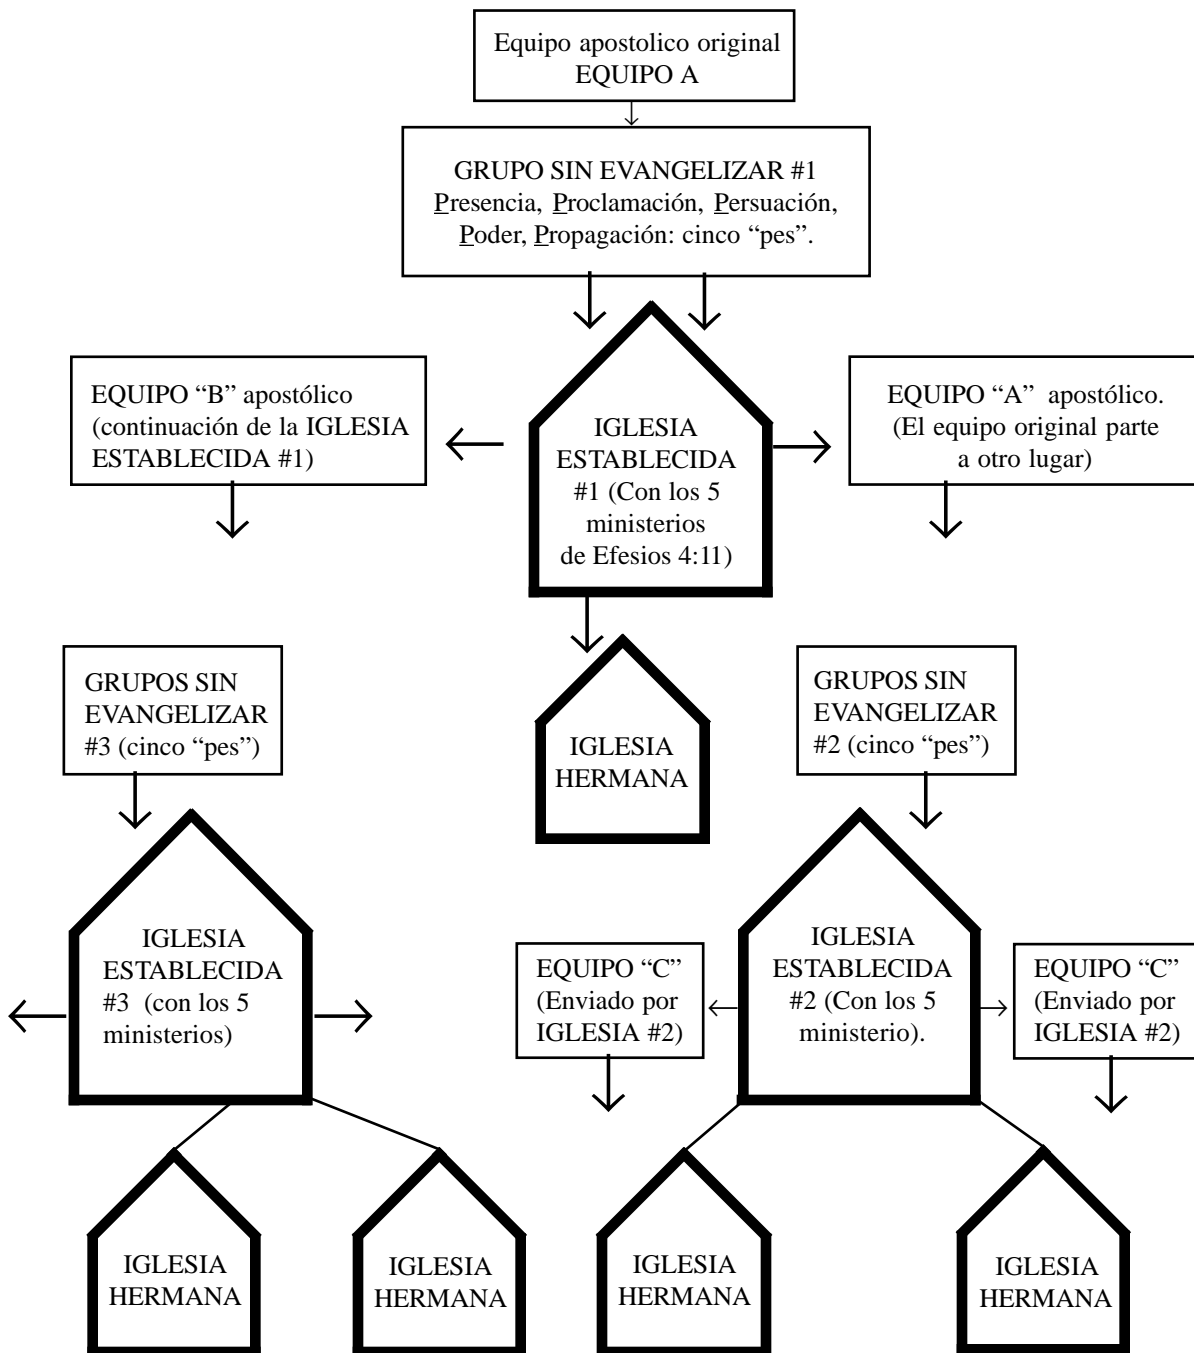 Equipo apostolico original
EQUIPO A
GRUPO SIN EVANGELIZAR #1
Presencia, Proclamación, Persuación,
Poder, Propagación: cinco “pes”.
EQUIPO “B” apostólico
(continuación de la IGLESIA
ESTABLECIDA #1)
IGLESIA
ESTABLECIDA
#1 (Con los 5
ministerios
de Efesios 4:11)
EQUIPO “A” apostólico.
(El equipo original parte
a otro lugar)
GRUPOS SIN
EVANGELIZAR
#3 (cinco “pes”)
IGLESIA
HERMANA
GRUPOS SIN
EVANGELIZAR
#2 (cinco “pes”)
IGLESIA
ESTABLECIDA
#3 (con los 5
ministerios)
EQUIPO “C”
(Enviado por
IGLESIA #2)
IGLESIA
ESTABLECIDA
#2 (Con los 5
ministerio).
EQUIPO “C”
(Enviado por
IGLESIA #2)
IGLESIA
HERMANA
IGLESIA
HERMANA
IGLESIA
HERMANA
IGLESIA
HERMANA